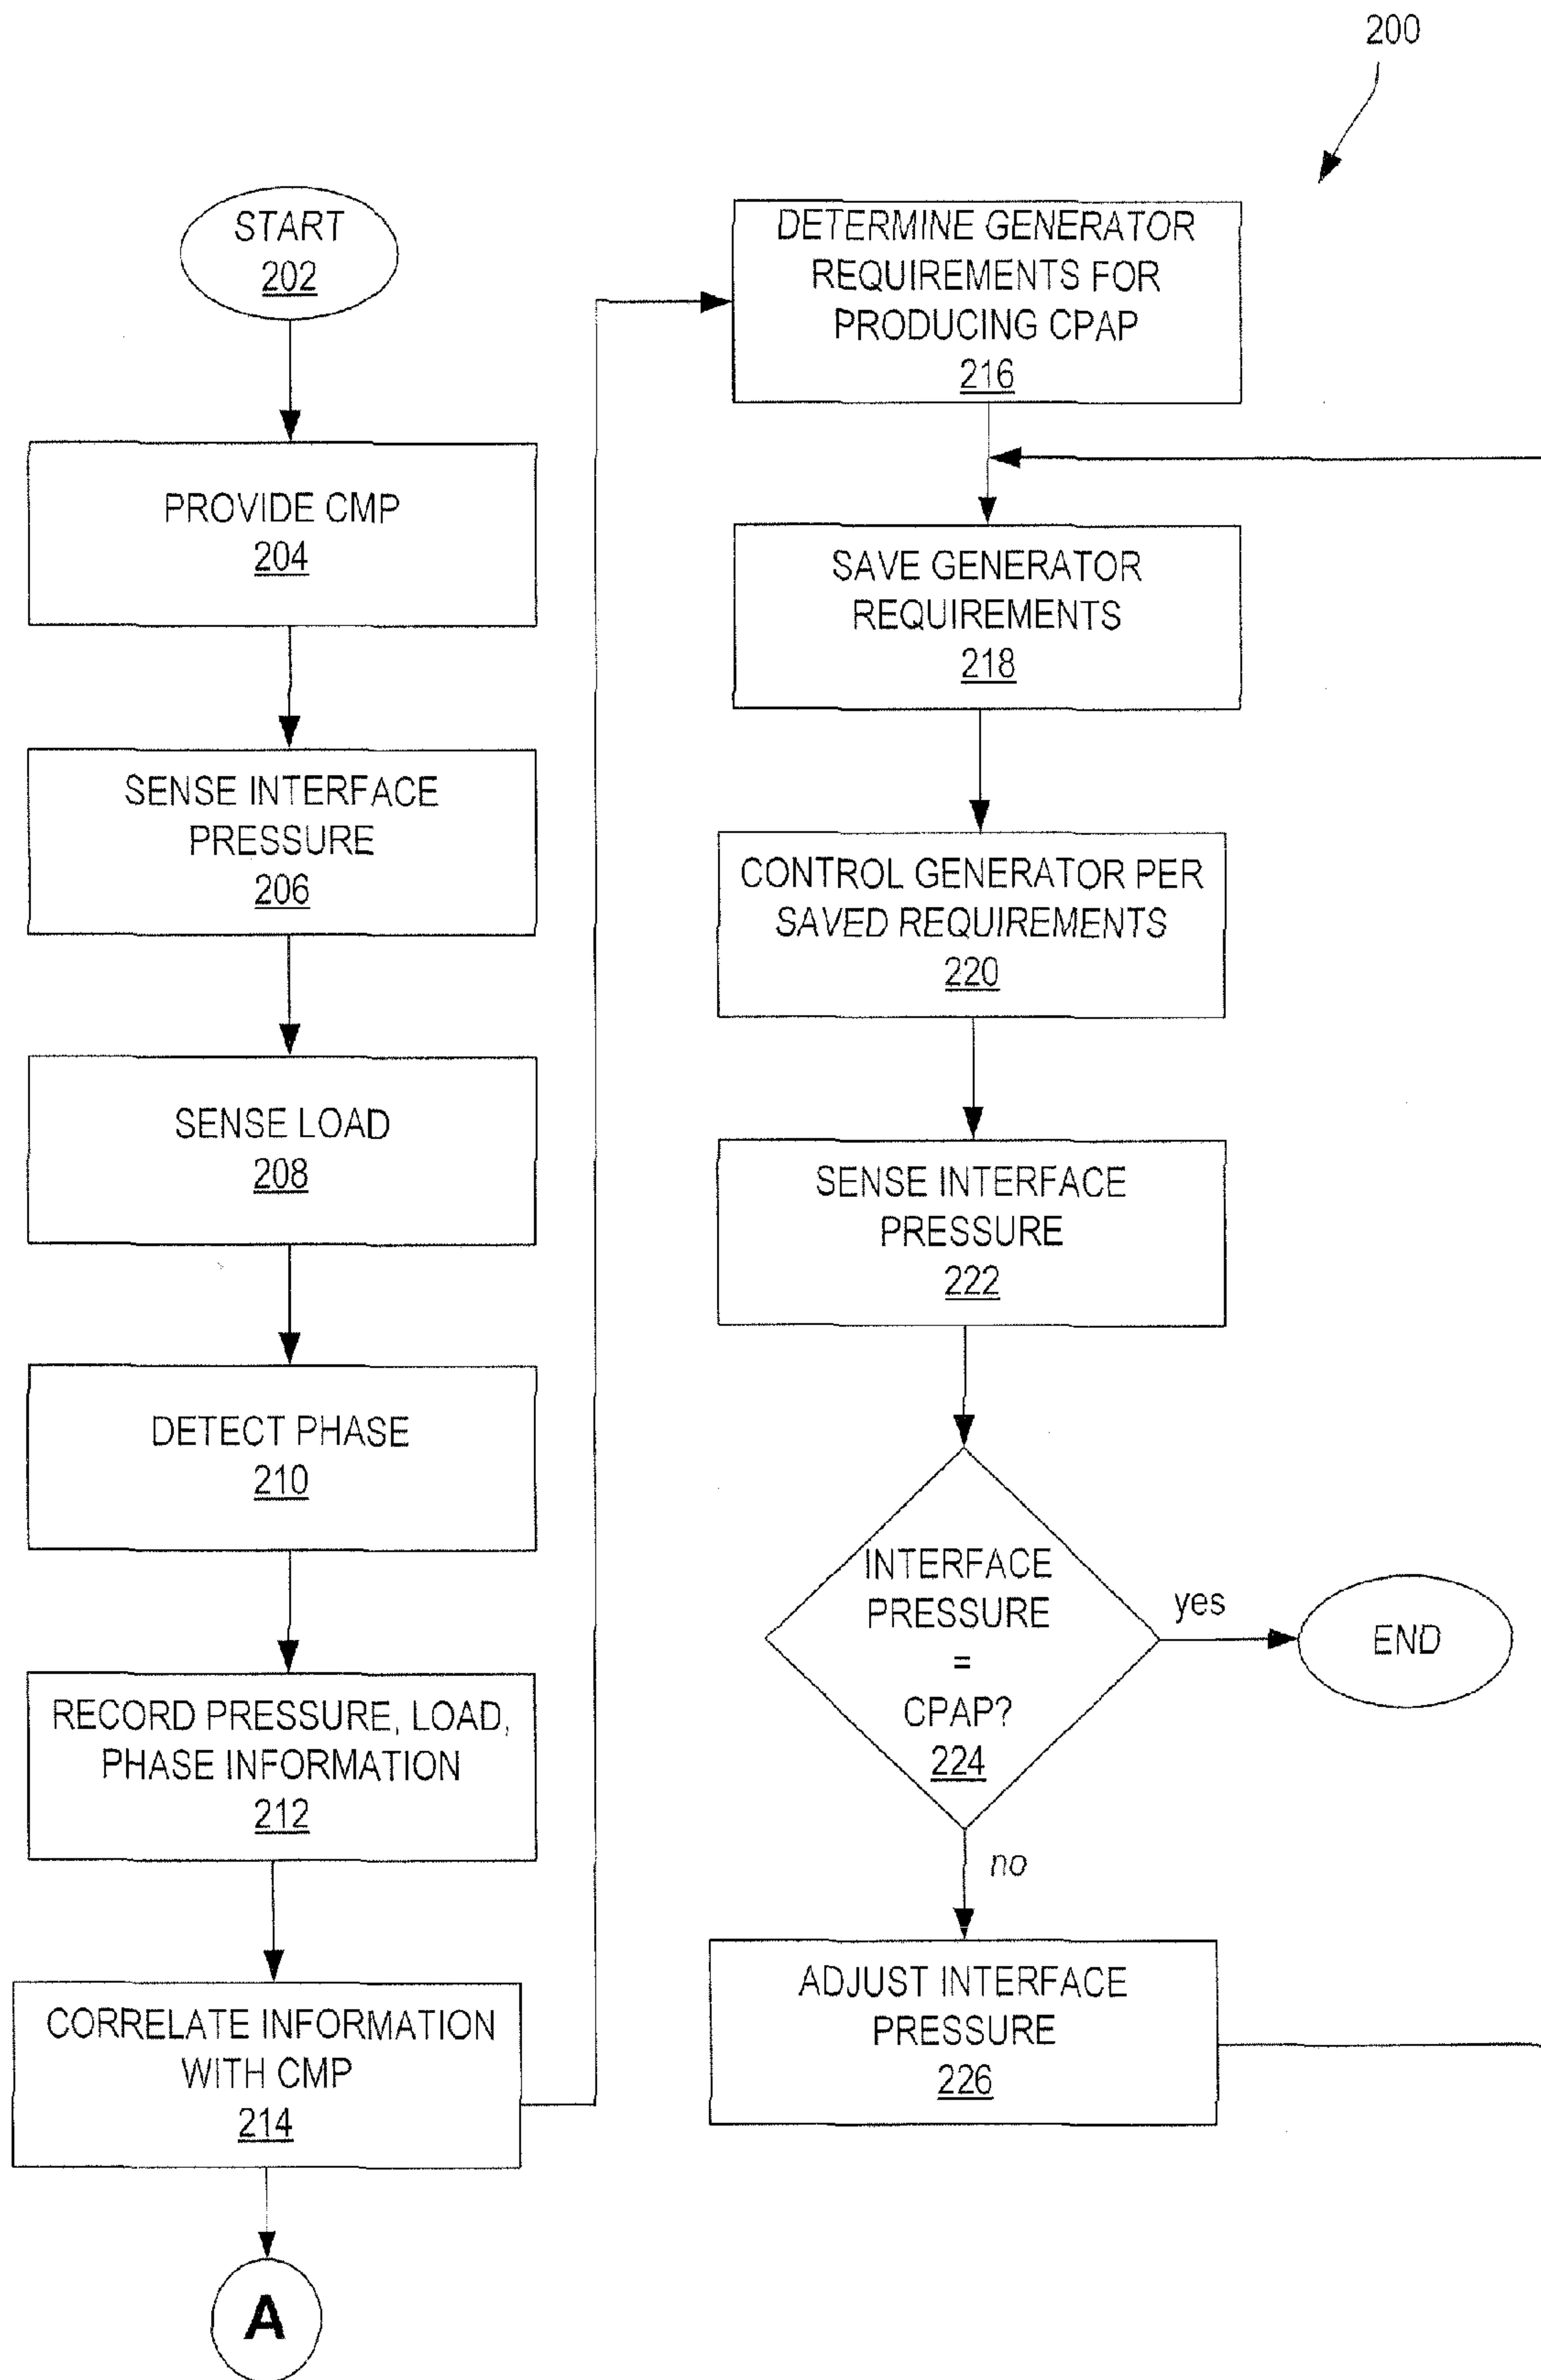 200
START
202
PROVIDE CMP
204
SENSE INTERFACE
PRESSURE
206
SENSE LOAD
208
DETECT PHASE
210
RECORD PRESSURE, LOAD,
PHASE INFORMATION
212
CORRELATE INFORMATION
WITH CMP
214
A
DETERMINE GENERATOR
REQUIREMENTS FOR
PRODUCING CPAP
216
SAVE GENERATOR
REQUIREMENTS
218
CONTROL GENERATOR PER
SAVED REQUIREMENTS
220
SENSE INTERFACE
PRESSURE
222
INTERFACE
PRESSURE
=
CPAP?
224
yes
END
no
ADJUST INTERFACE
PRESSURE
226